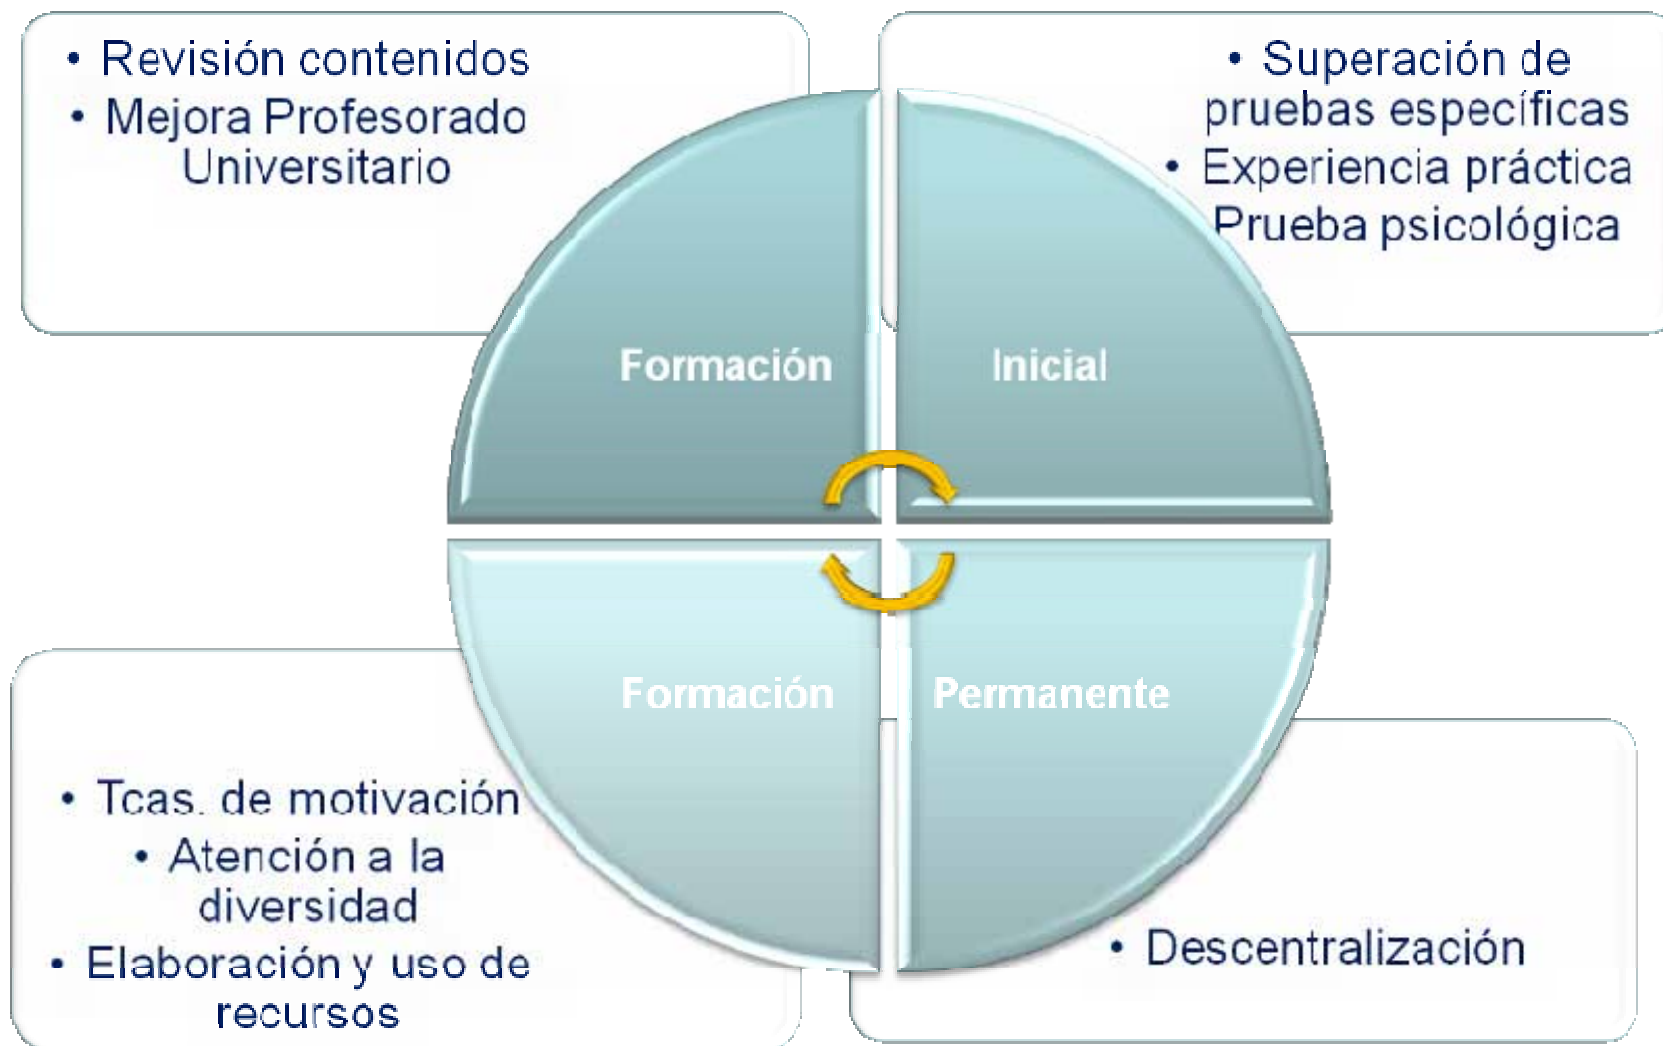 • Revisión contenidos
• Mejora Profesorado
Universitario
• Superación de
pruebas específicas
• Experiencia práctica
Prueba psicológica
Formación
Inicial
Formación
Permanente
• Tcas. de motivación
• Atención a la
diversidad
• Elaboración y uso de
recursos
• Descentralización